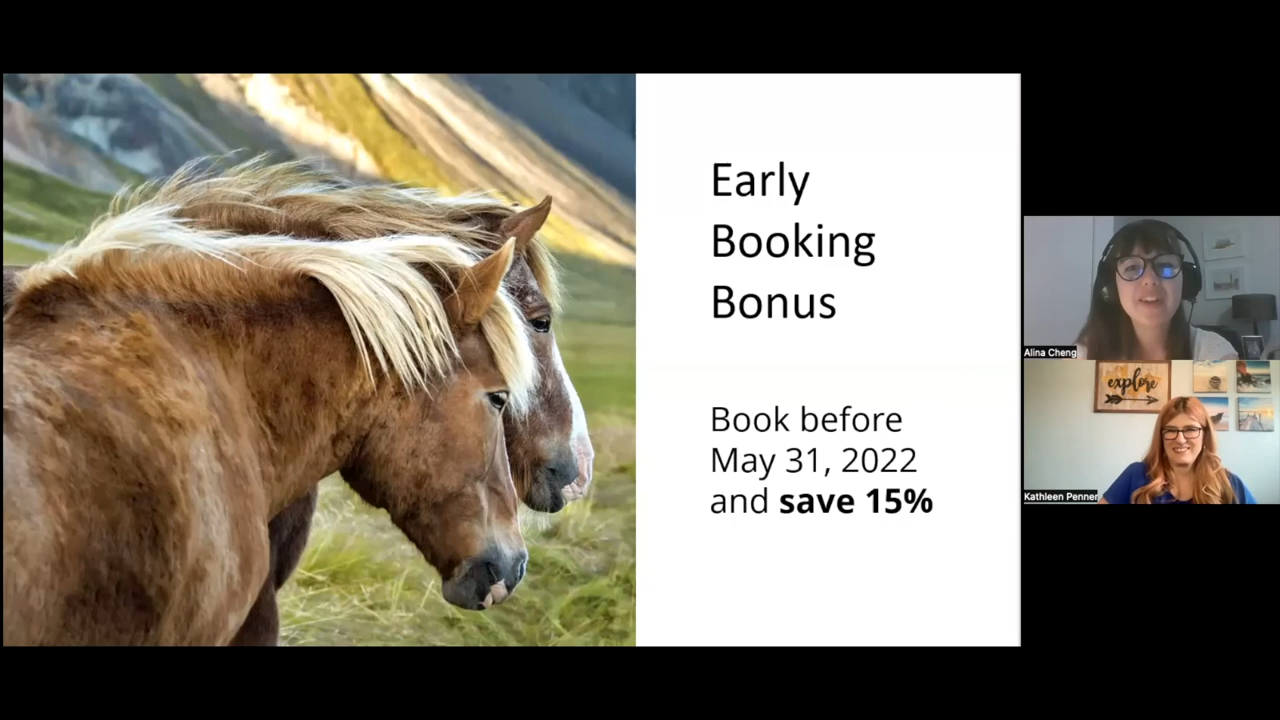 Early
Booking
Bonus
Book before
May 31, 2022
and save 15%
Alina Cheng
explore
Kathleen Penner